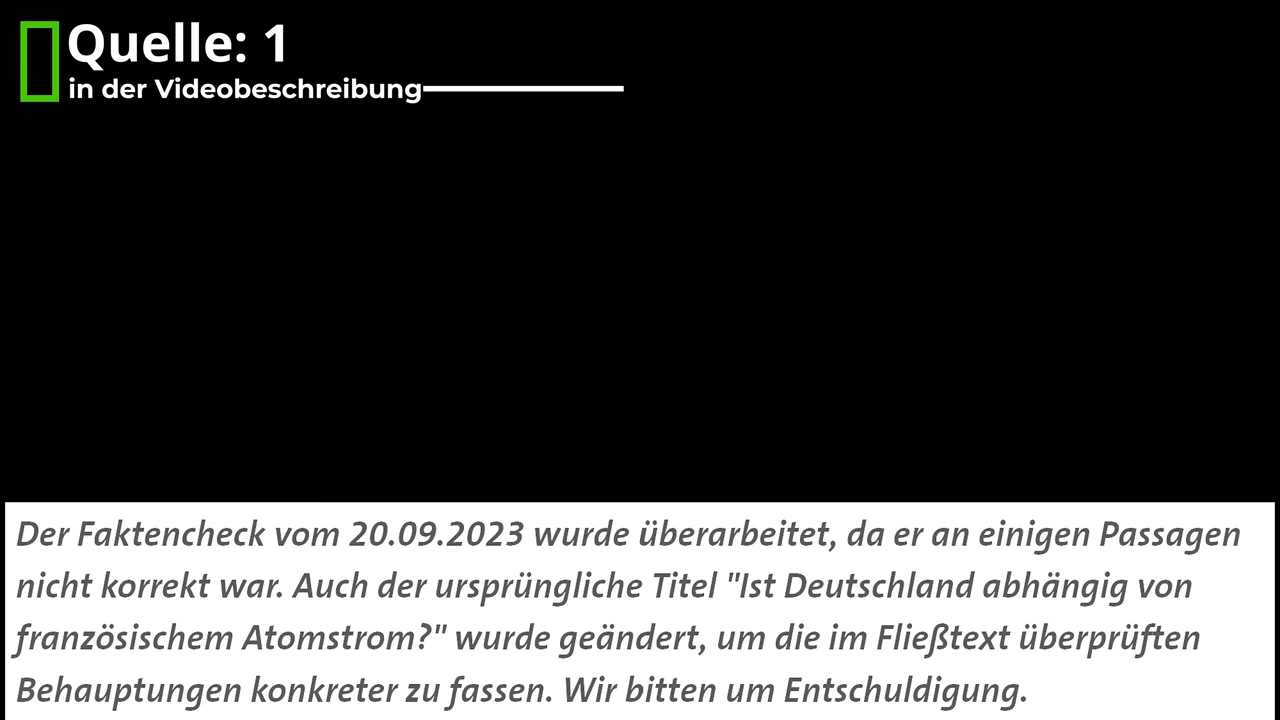 Quelle: 1
in der Videobeschreibung
Der Faktencheck vom 20.09.2023 wurde überarbeitet, da er an einigen Passagen
nicht korrekt war. Auch der ursprüngliche Titel "Ist Deutschland abhängig von
französischem Atomstrom?" wurde geändert, um die im Fließtext überprüften
Behauptungen konkreter zu fassen. Wir bitten um Entschuldigung.